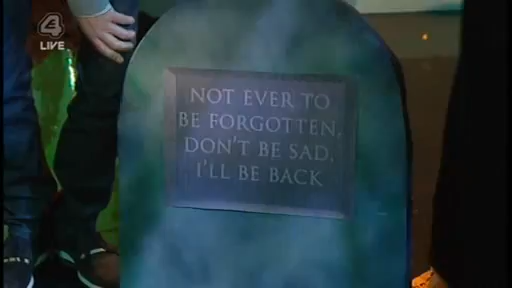 4
LIVE
NOT EVER TO
BE FORGOTTEN,
DON'T BE SAD,
I'LL BE BACK